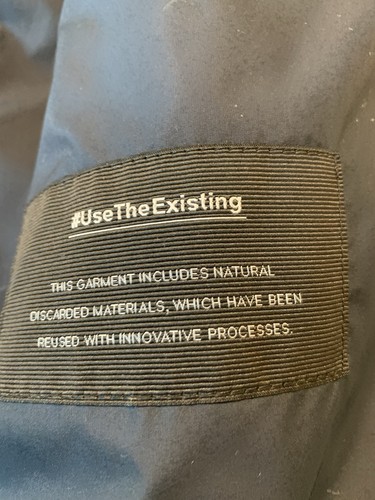 #UseTheExisting
THIS GARMENT INCLUDES NATURAL
DISCARDED MATERIALS, WHICH HAVE BEEN
REUSED WITH INNOVATIVE PROCESSES.